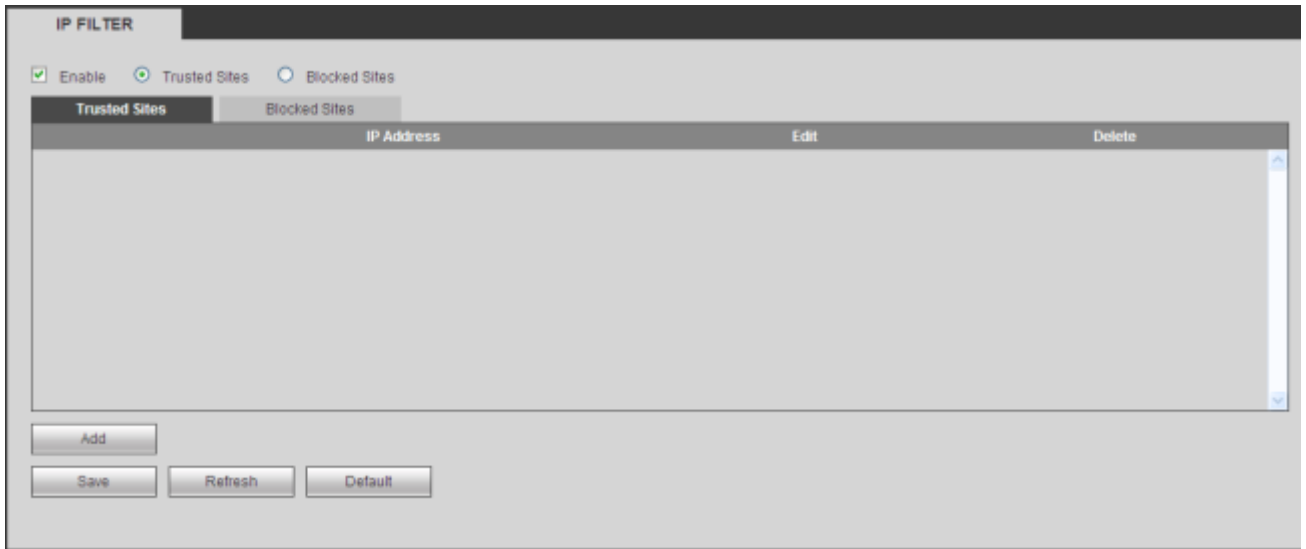 IP FILTER
Enable Trusted Sites Blocked Sites
Trusted Sites Blocked Sites
IP Address Edit Delete
Add
Save Refresh Default